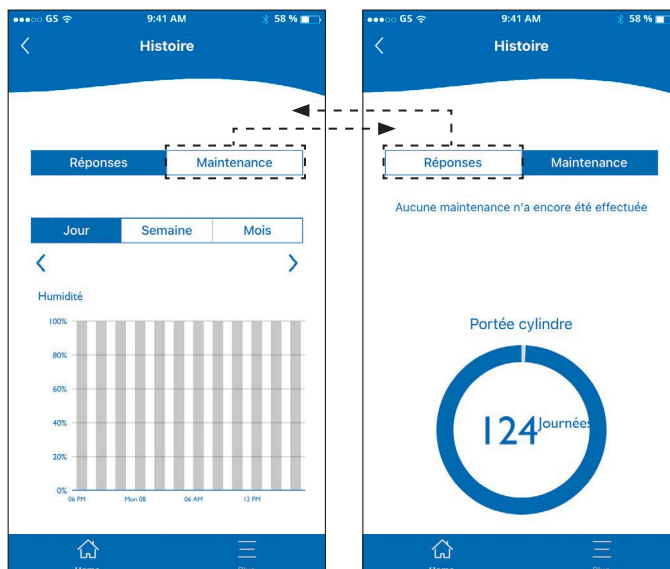 GS 9:41 AM 58 %
Histoire
Réponses Maintenance
Jour Semaine Mois
Humidité
100%
80%
60%
40%
20%
0%
06 PM Mon 08 06 AM 12 PM
GS 9:41 AM 58 %
Histoire
Réponses Maintenance
Aucune maintenance n'a encore été effectuée
Portée cylindre
124 Journées